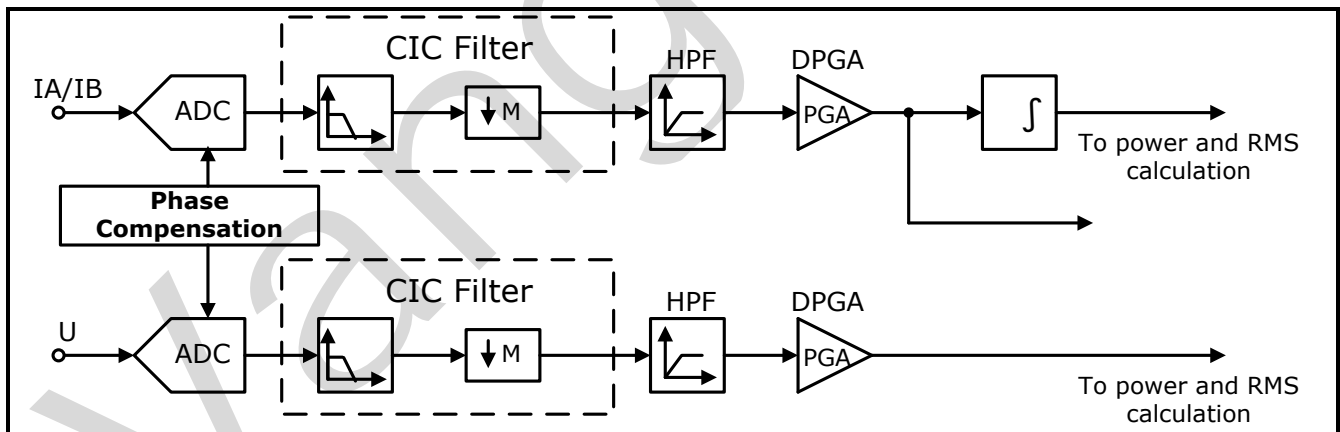 CIC Filter
HPF
DPGA
IA/IB
ADC
M
PGA
∫
To power and RMS
calculation
Phase
Compensation
CIC Filter
HPF
DPGA
U
ADC
M
PGA
To power and RMS
calculation